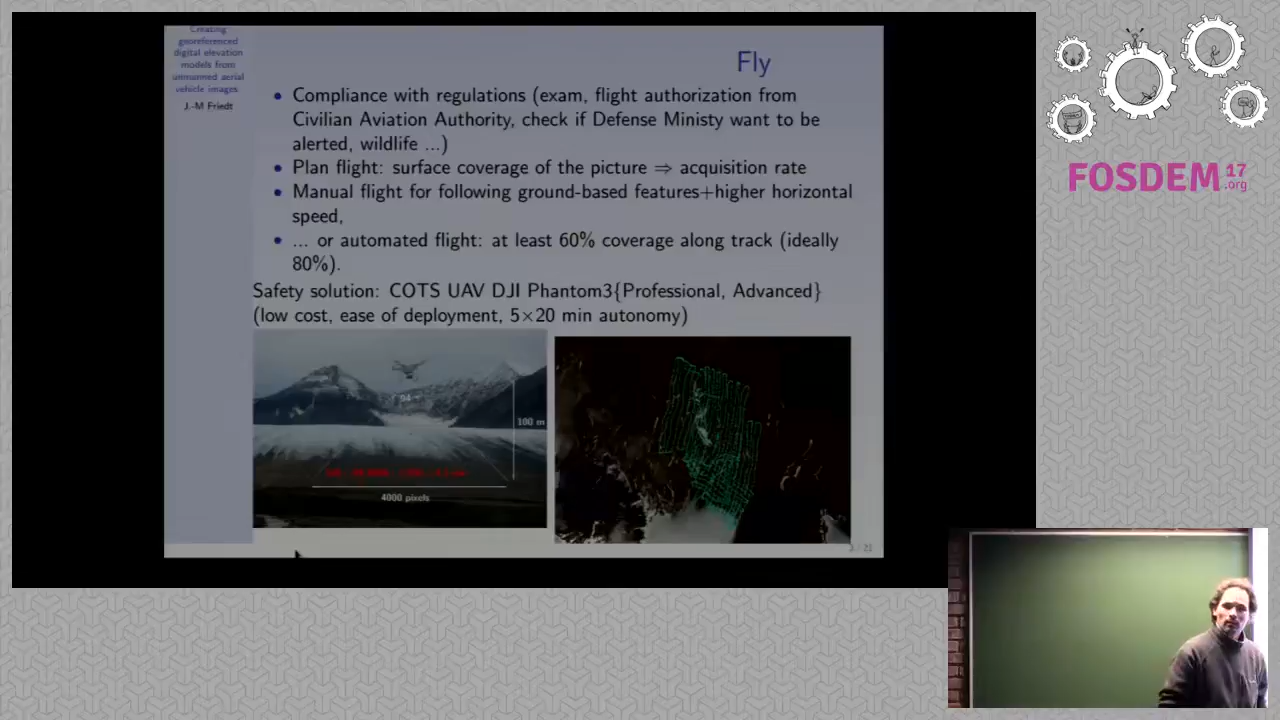 Creating
georeferenced
digital elevation
models from
unmanned aerial
vehicle images
J.-M Friedt
Fly
• Compliance with regulations (exam, flight authorization from
Civilian Aviation Authority, check if Defense Ministy want to be
alerted, wildlife ...)
• Plan flight: surface coverage of the picture ⇒ acquisition rate
• Manual flight for following ground-based features+higher horizontal
speed,
• ... or automated flight: at least 60% coverage along track (ideally
80%).
Safety solution: COTS UAV DJI Phantom3{Professional, Advanced}
(low cost, ease of deployment, 5×20 min autonomy)
94
100 m
4000 pixels
3 / 21
FOSDEM 17
.org